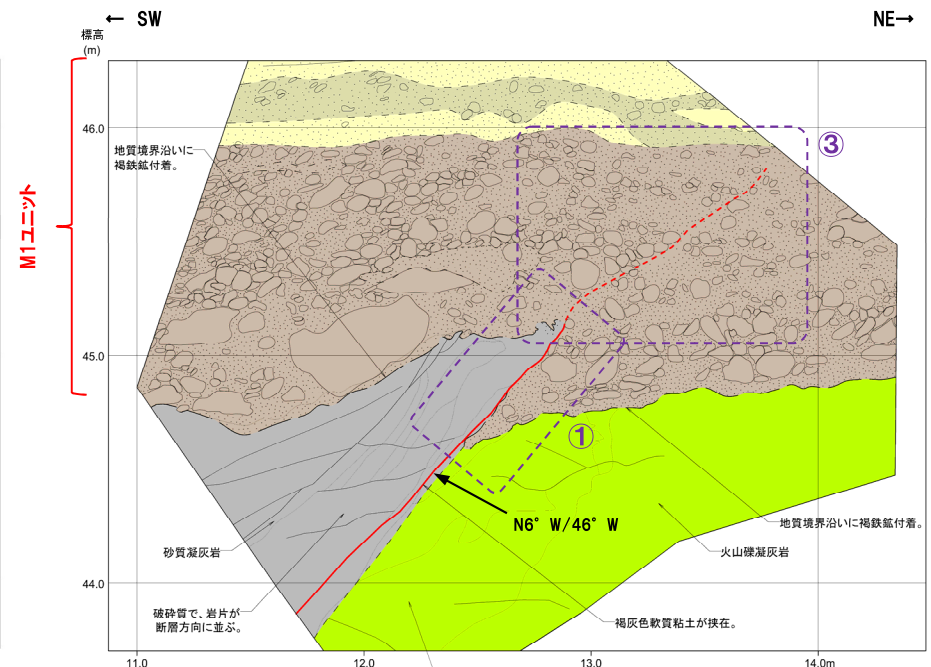 ← SW
NE→
標高
(m)
46.0
③
地質境界沿いに
褐鉄鉱付着。
M1ユニット
45.0
①
N6°W/46°W
地質境界沿いに褐鉄鉱付着。
砂質凝灰岩
火山礫凝灰岩
44.0
破砕質で、岩片が
断層方向に並ぶ。
褐灰色軟質粘土が挟在。
11.0
12.0
13.0
14.0m